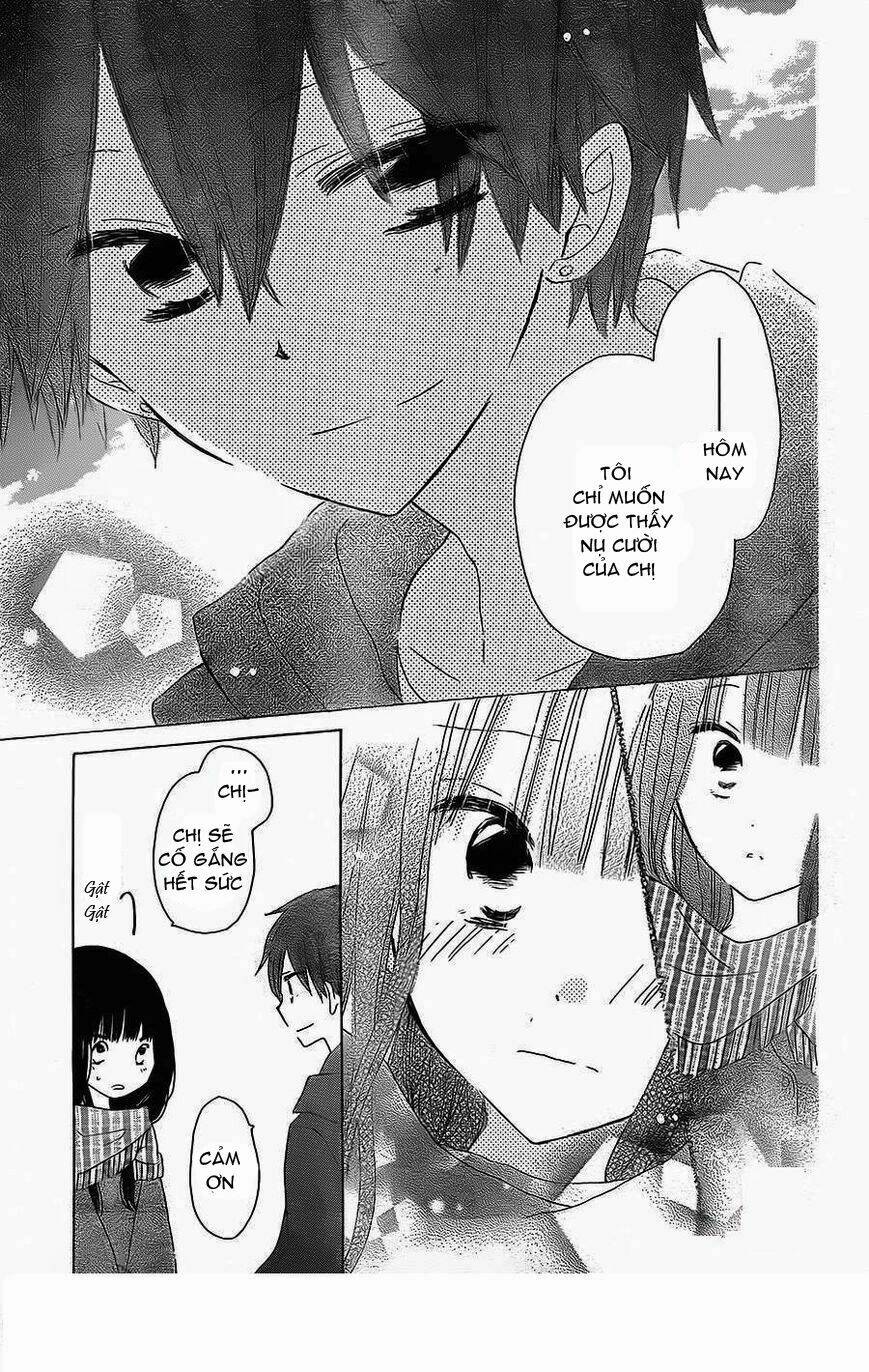 HÔM
NAY
TÔI
CHỈ MUỐN
ĐƯỢC THẤY
NỤ CƯỜI
CỦA CHỊ
...
CHỊ-
CHỊ SẼ
CỐ GẮNG
HẾT SỨC
Gật
Gật
CẢM
ƠN